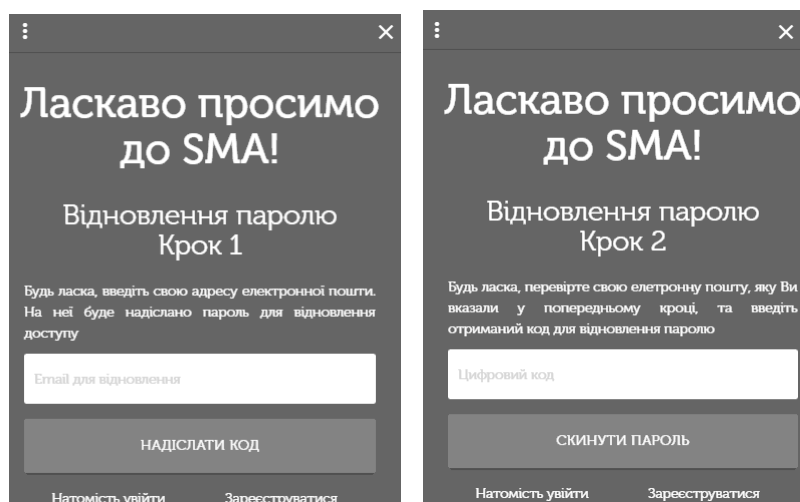 Ласкаво просимо
до SMA!
Відновлення паролю
Крок 1
Будь ласка, введіть свою адресу електронної пошти.
На неї буде надіслано пароль для відновлення
доступу
Email для відновлення
НАДІСЛАТИ КОД
Натомість увійти Зареєструватися
Ласкаво просимо
до SMA!
Відновлення паролю
Крок 2
Будь ласка, перевірте свою елетронну пошту, яку Ви
вказали у попередньому кроці, та введіть
отриманий код для відновлення паролю
Цифровий код
СКИНУТИ ПАРОЛЬ
Натомість увійти Зареєструватися